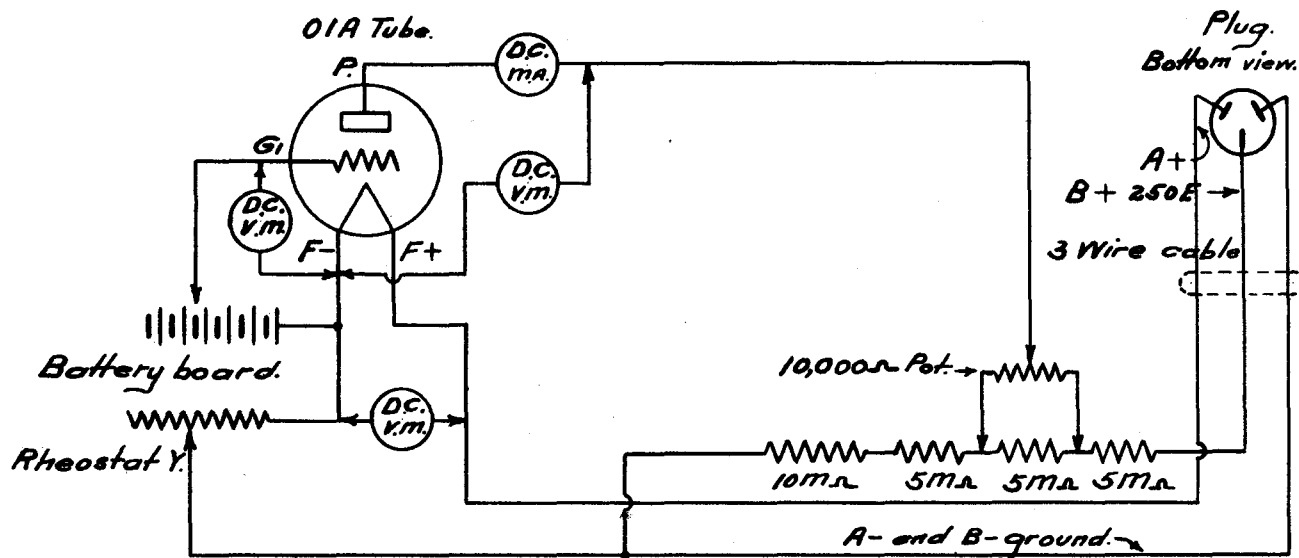 01A Tube.
Plug.
Bottom view.
P.
D.C.
m.A.
G1
D.C.
V.m.
D.C.
V.m.
A+
B+ 250E
F-
F+
3 Wire cable
Battery board.
10,000Ω Pot.
D.C.
V.m.
Rheostat Y.
10MΩ
5MΩ
5MΩ
5MΩ
A- and B- ground.